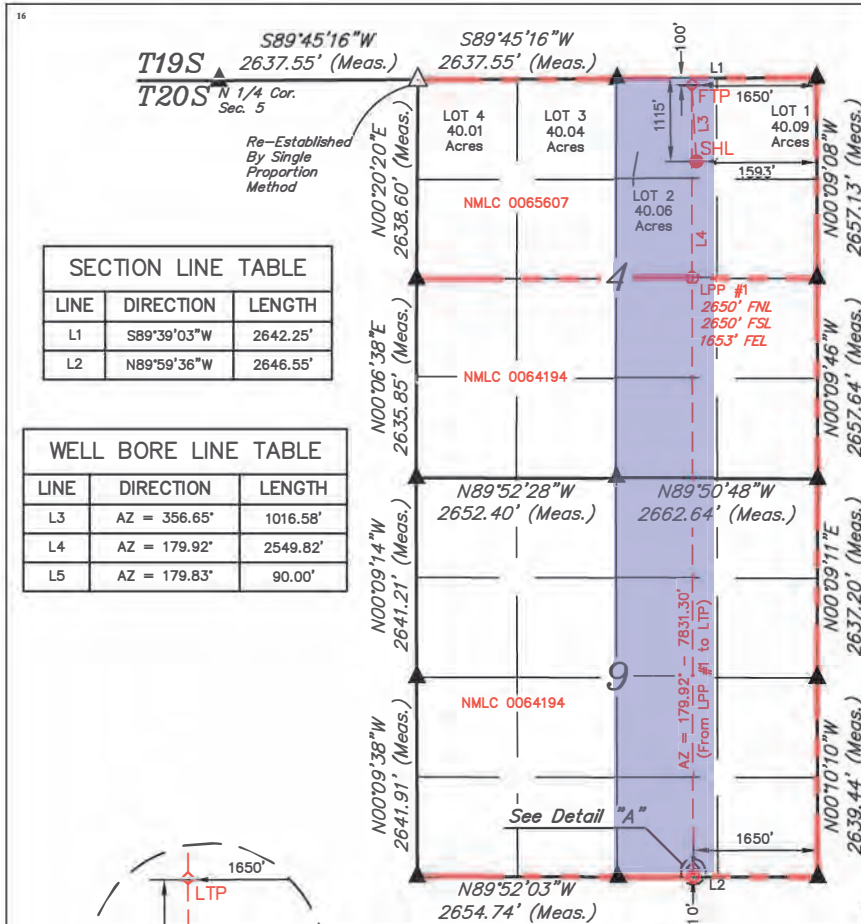 16
S89°45'16"W
2637.55' (Meas.)
S89°45'16"W
2637.55' (Meas.)
T19S
T20S
N 1/4 Cor.
Sec. 5
Re-Established
By Single
Proportion
Method
100'
L1
FTP
1650'
LOT 4
40.01
Acres
LOT 3
40.04
Acres
LOT 1
40.09
Arces
1115'
L3
SHL
1593'
LOT 2
40.06
Acres
L4
NMLC 0065607
N00°20'20"E
2638.60' (Meas.)
N00°09'08"W
2657.13' (Meas.)
4
LPP #1
2650' FNL
2650' FSL
1653' FEL
NMLC 0064194
N00°06'38"E
2635.85' (Meas.)
N00°09'46"W
2657.64' (Meas.)
SECTION LINE TABLE
LINE DIRECTION LENGTH
L1 S89°39'03"W 2642.25'
L2 N89°59'36"W 2646.55'
WELL BORE LINE TABLE
LINE DIRECTION LENGTH
L3 AZ = 356.65° 1016.58'
L4 AZ = 179.92° 2549.82'
L5 AZ = 179.83° 90.00'
N89°52'28"W
2652.40' (Meas.)
N89°50'48"W
2662.64' (Meas.)
N00°09'14"W
2641.21' (Meas.)
N00°09'11"E
2637.20' (Meas.)
AZ = 179.92° - 7831.30'
(From LPP #1 to LTP)
9
NMLC 0064194
N00°09'38"W
2641.91' (Meas.)
N00°10'10"W
2639.44' (Meas.)
See Detail "A"
1650'
L2
N89°52'03"W
2654.74' (Meas.)
10'
1650'
LTP